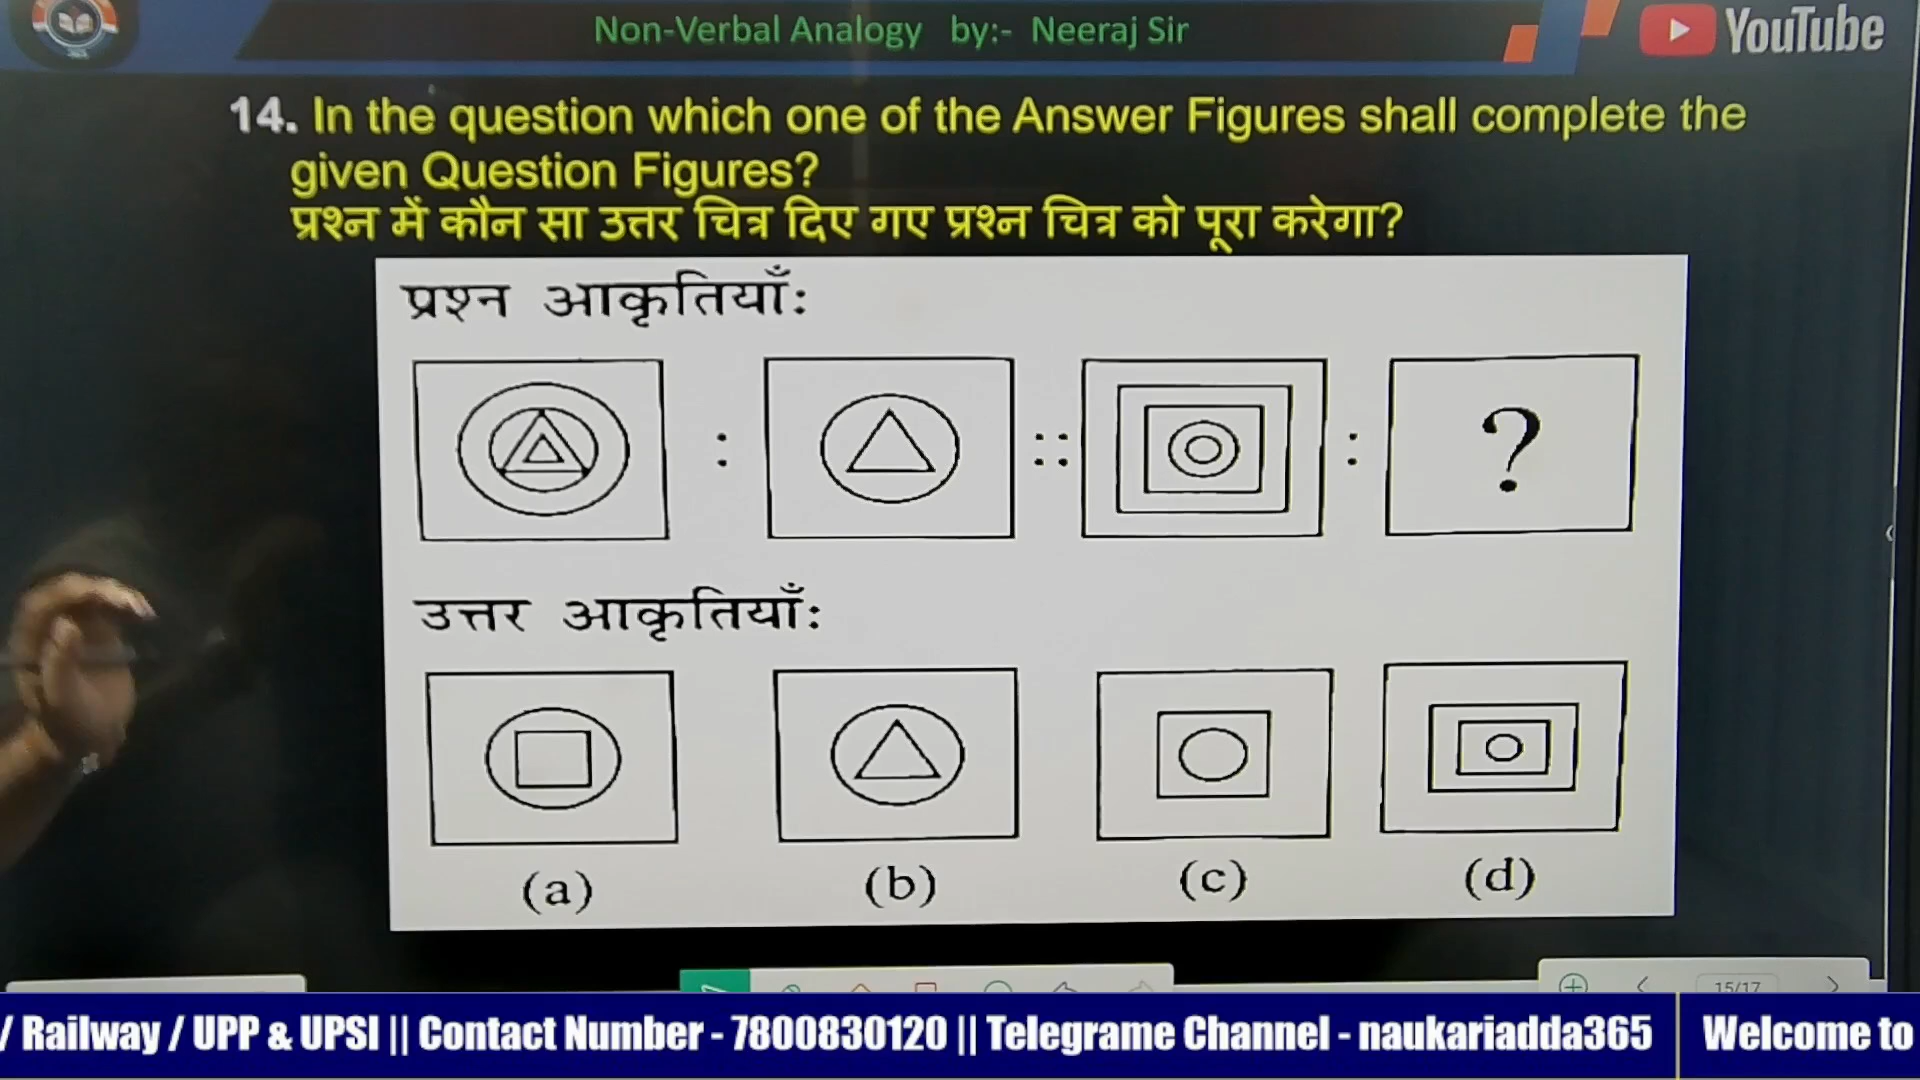 Non-Verbal Analogy by:- Neeraj Sir
YouTube
14. In the question which one of the Answer Figures shall complete the
given Question Figures?
प्रश्न में कौन सा उत्तर चित्र दिए गए प्रश्न चित्र को पूरा करेगा?
प्रश्न आकृतियाँ:
: :: : ?
उत्तर आकृतियाँ:
(a) (b) (c) (d)
15/17
/ Railway / UPP & UPSI || Contact Number - 7800830120 || Telegrame Channel - naukariadda365 Welcome to